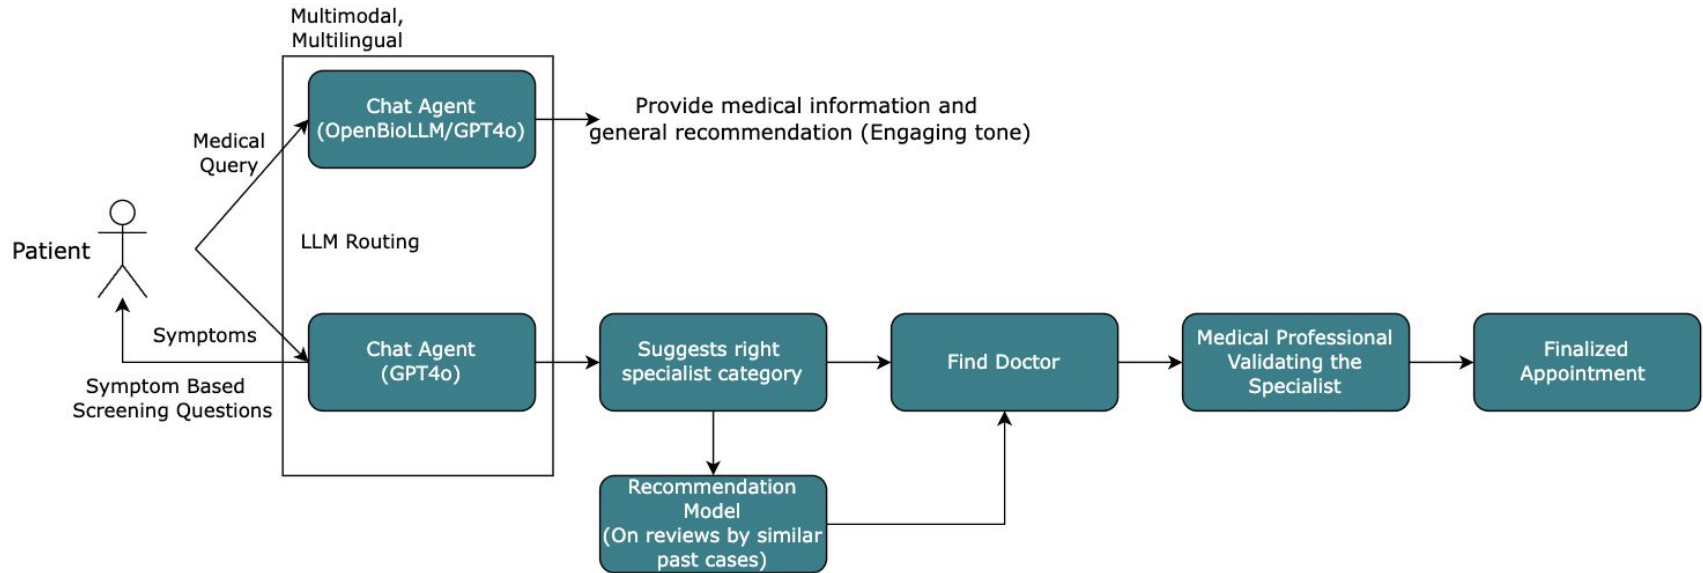 Multimodal,
Multilingual
Chat Agent
(OpenBioLLM/GPT4o)
Provide medical information and
general recommendation (Engaging tone)
Medical
Query
Patient
LLM Routing
Symptoms
Symptom Based
Screening Questions
Chat Agent
(GPT4o)
Suggests right
specialist category
Find Doctor
Medical Professional
Validating the
Specialist
Finalized
Appointment
Recommendation
Model
(On reviews by similar
past cases)